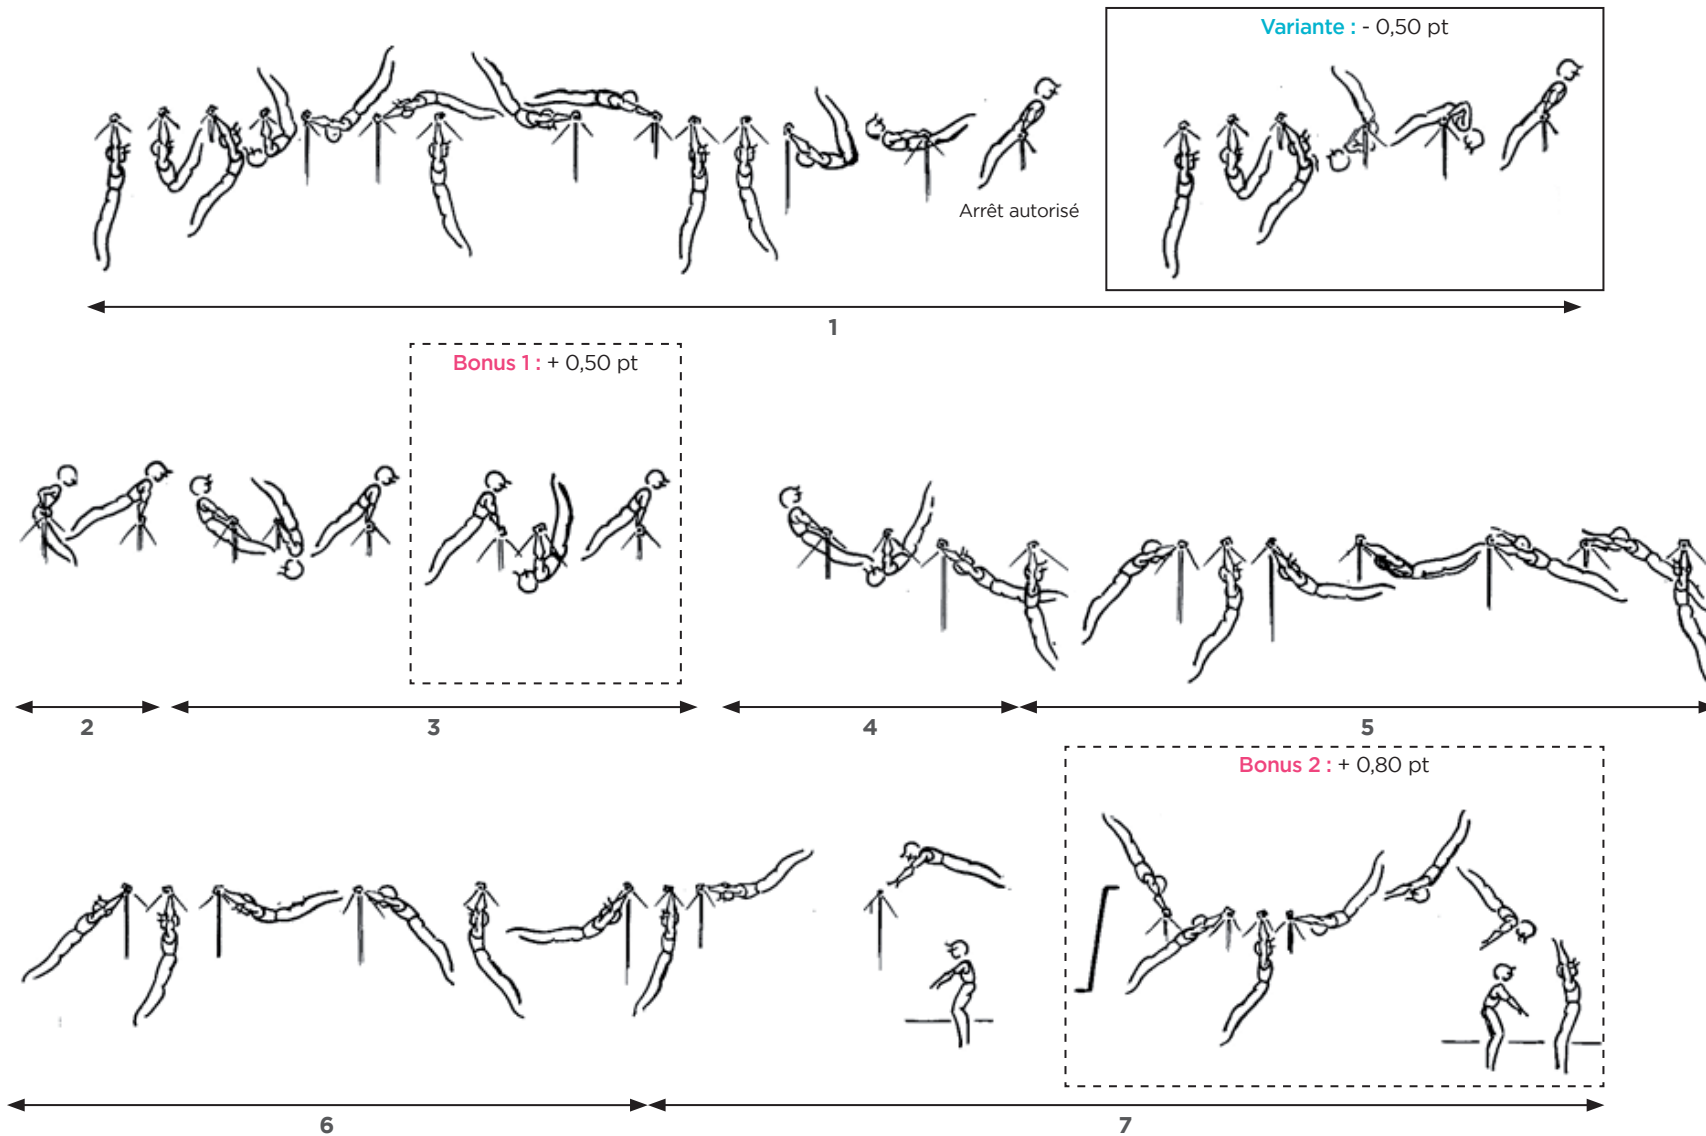 Variante : - 0,50 pt
Arrêt autorisé
1
Bonus 1 : + 0,50 pt
2
3
4
5
Bonus 2 : + 0,80 pt
6
7